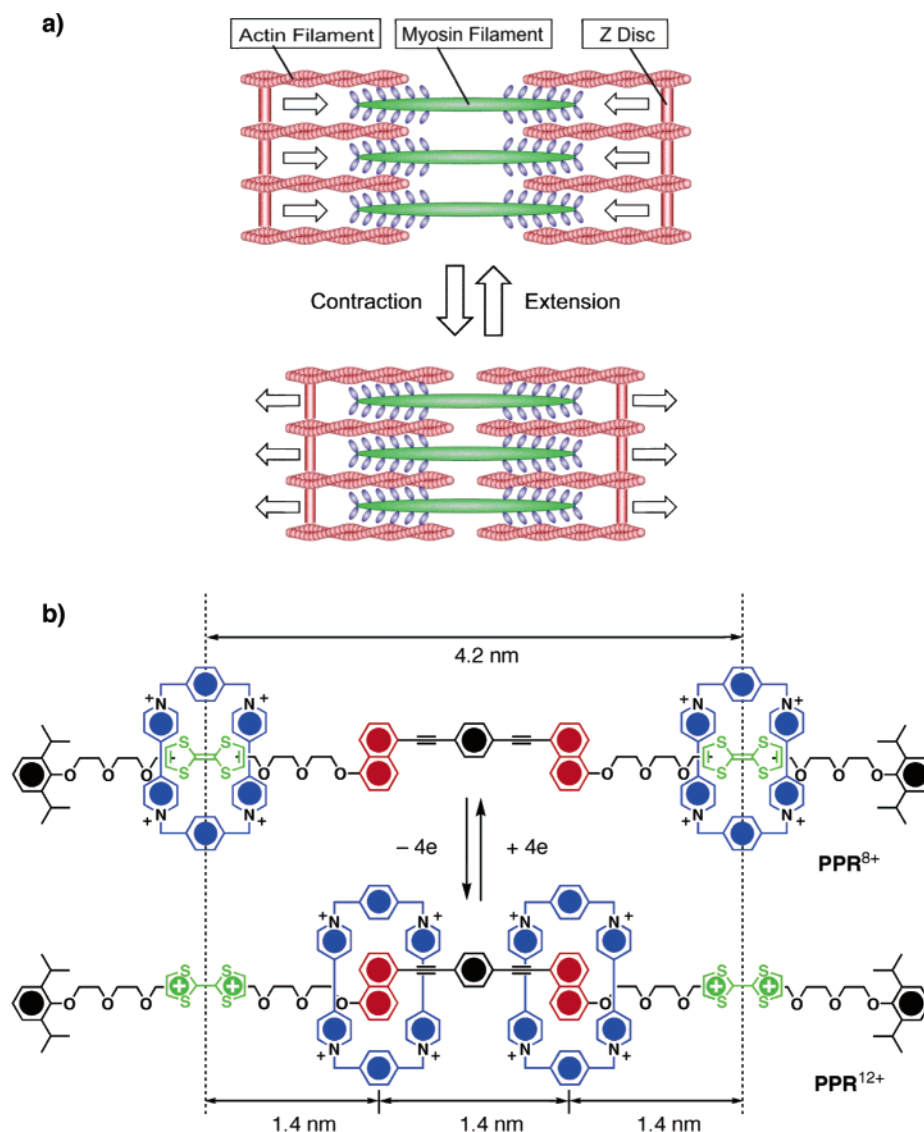 a)
Actin Filament
Myosin Filament
Z Disc
Contraction
Extension
b)
4.2 nm
+ +
N N
S S
O O O S S O O O S S O O O S S O O O
N N
+ +
PPR8+
– 4e + 4e
+ + + +
N N N N
S S S S
O O O S S O O O O O O S S O O O
N N N N
+ + + +
PPR12+
1.4 nm 1.4 nm 1.4 nm